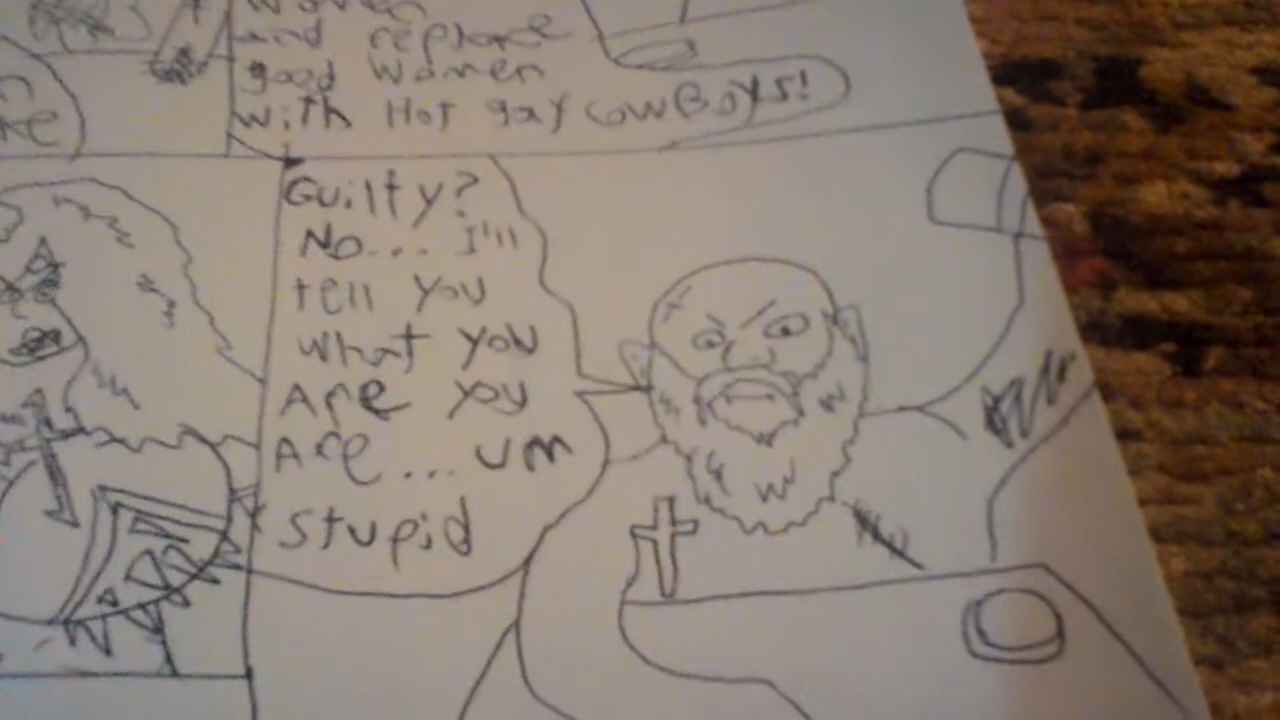 and replace
good women
with Hot gay cowBoys!
Guilty?
No... I'll
tell you
what you
Are you
Are... um
stupid